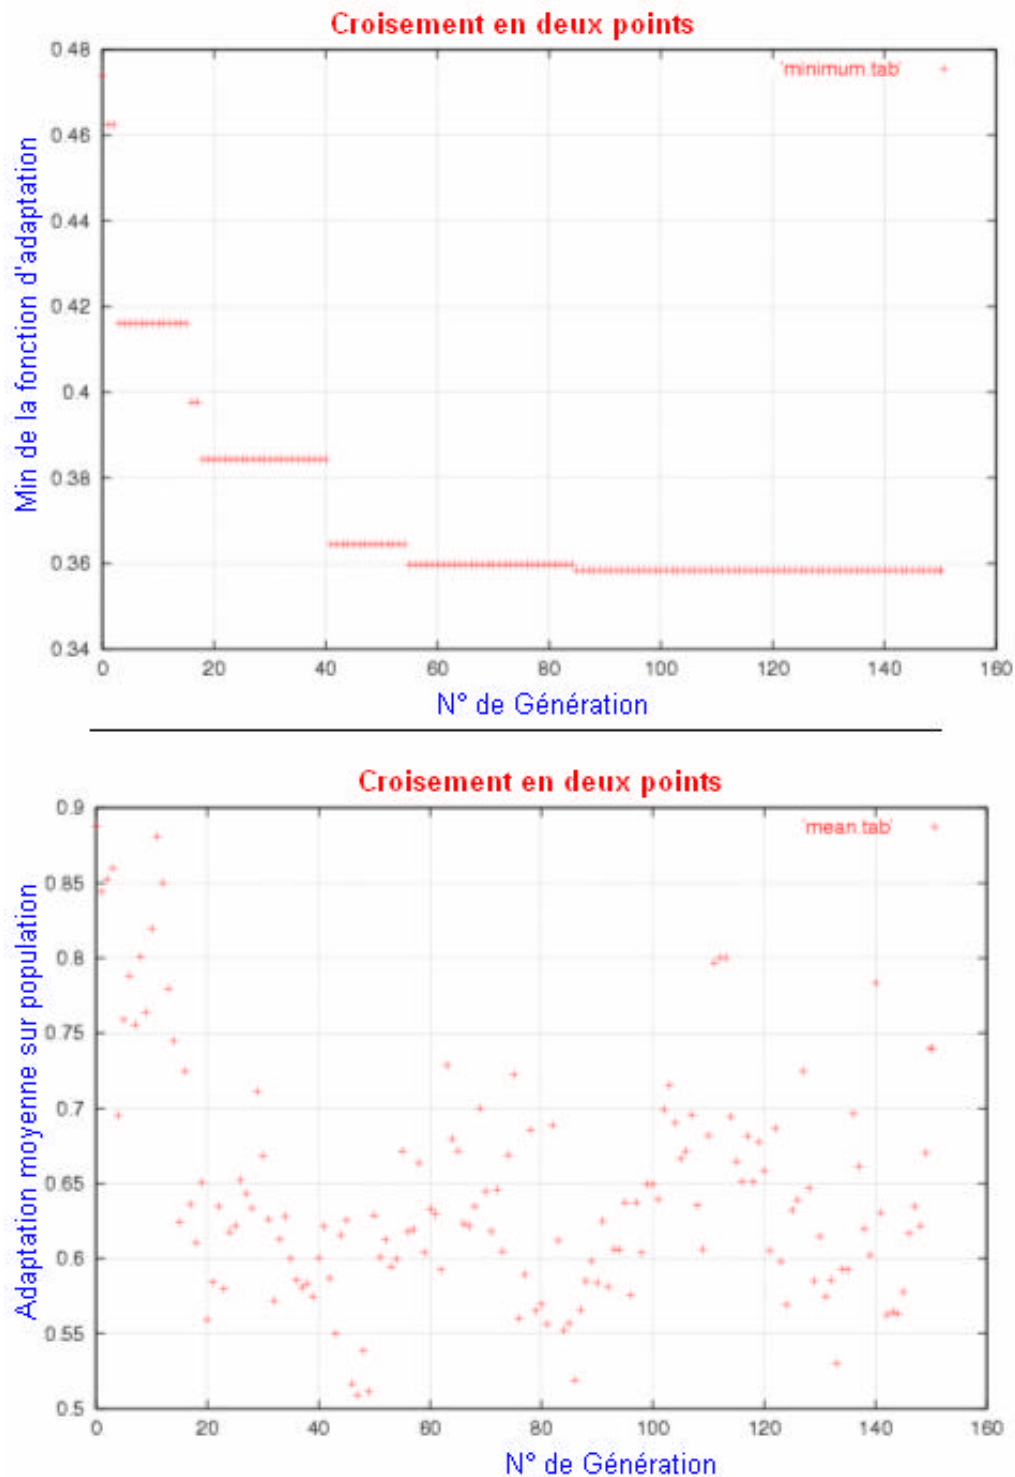 Croisement en deux points
0.48
'minimum.tab'
0.46
0.44
0.42
0.4
0.38
0.36
0.34
Min de la fonction d'adaptation
0 20 40 60 80 100 120 140 160
N° de Génération
Croisement en deux points
0.9
'mean.tab'
0.85
0.8
0.75
0.7
0.65
0.6
0.55
0.5
Adaptation moyenne sur population
0 20 40 60 80 100 120 140 160
N° de Génération